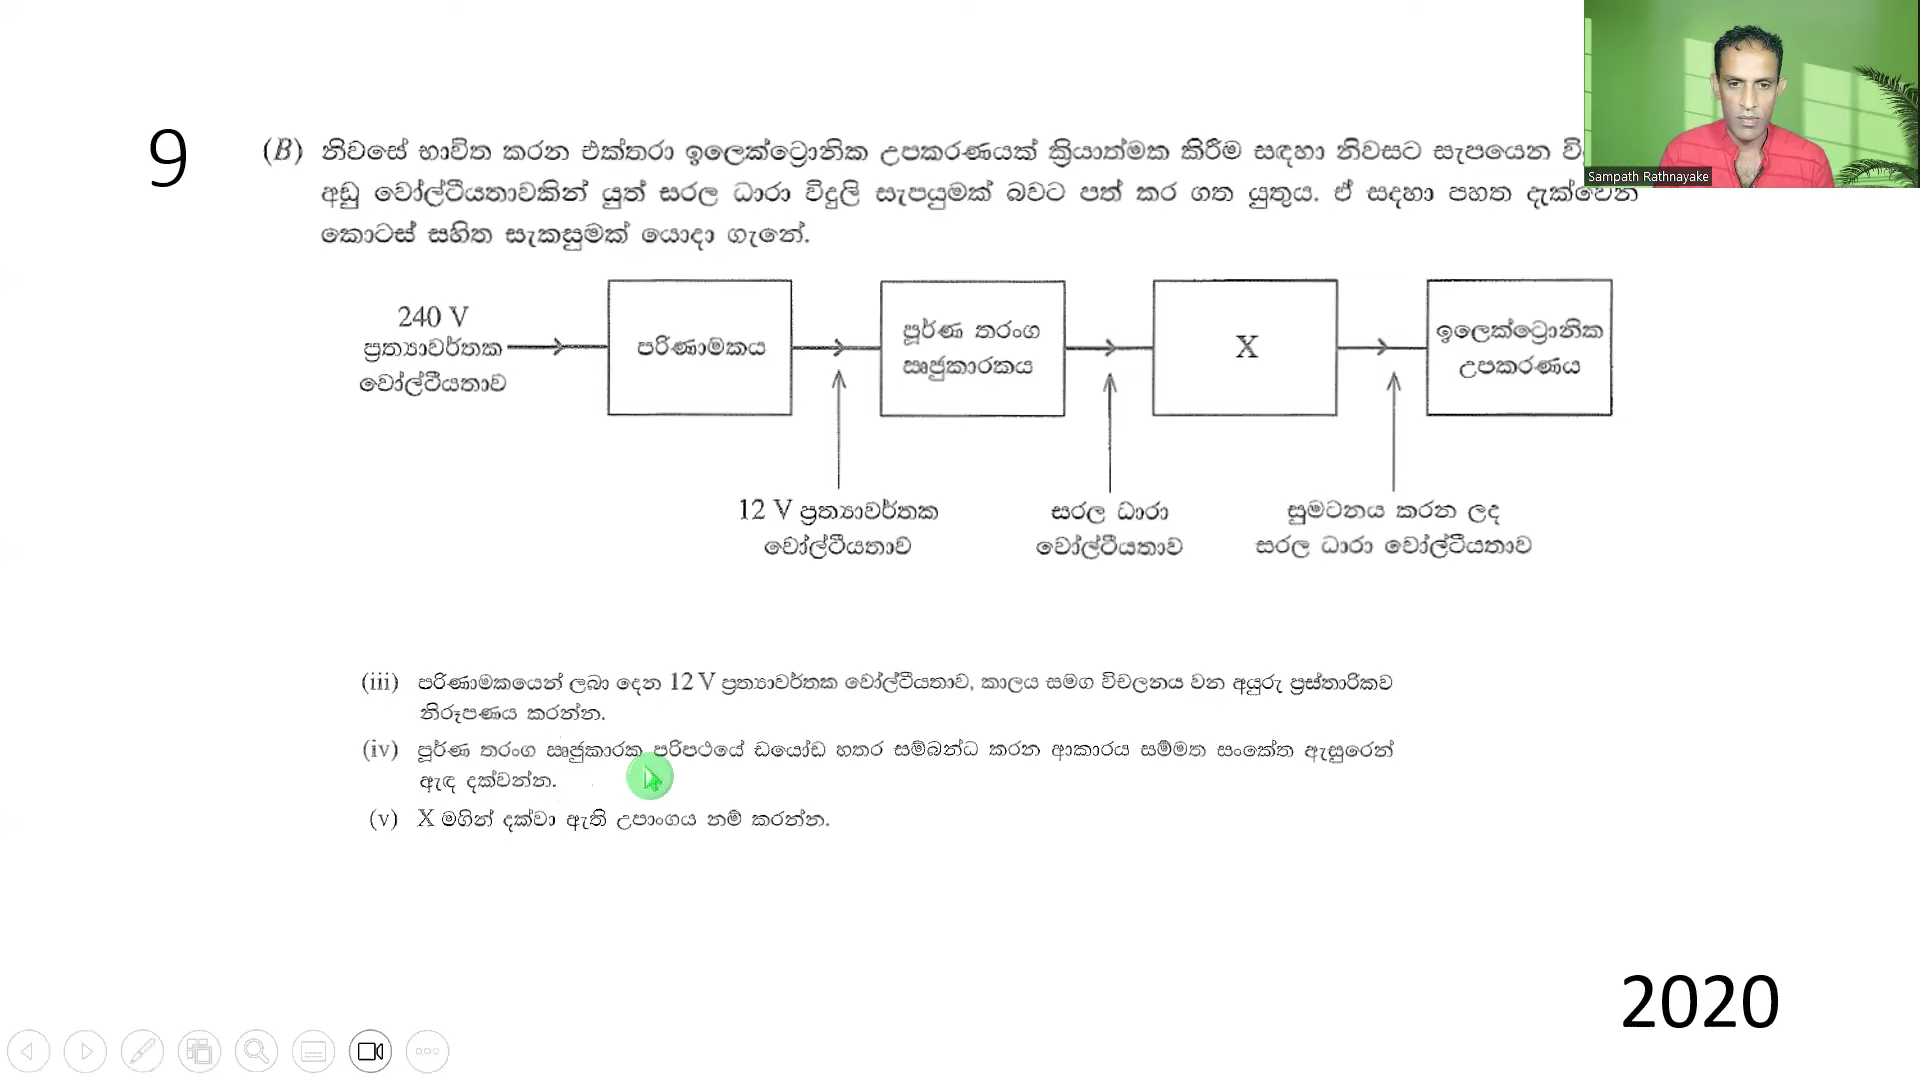 Sampath Rathnayake
9
(B) නිවසේ භාවිත කරන එක්තරා ඉලෙක්ට්‍රොනික උපකරණයක් ක්‍රියාත්මක කිරීම සඳහා නිවසට සැපයෙන
අඩු වෝල්ටීයතාවකින් යුත් සරල ධාරා විදුලි සැපයුමක් බවට පත් කර ගත යුතුය. ඒ සඳහා පහත දැක්වෙන
කොටස් සහිත සැකසුමක් යොදා ගැනේ.
240 V
ප්‍රත්‍යාවර්තක
වෝල්ටීයතාව
පරිණාමකය
පූර්ණ තරංග
සෘජුකාරකය
X
ඉලෙක්ට්‍රොනික
උපකරණය
12 V ප්‍රත්‍යාවර්තක
වෝල්ටීයතාව
සරල ධාරා
වෝල්ටීයතාව
සුමටනය කරන ලද
සරල ධාරා වෝල්ටීයතාව
(iii) පරිණාමකයෙන් ලබා දෙන 12 V ප්‍රත්‍යාවර්තක වෝල්ටීයතාව, කාලය සමග විචලනය වන අයුරු ප්‍රස්තාරිකව
නිරූපණය කරන්න.
(iv) පූර්ණ තරංග සෘජුකාරක පරිපථයේ ඩයෝඩ හතර සම්බන්ධ කරන ආකාරය සම්මත සංකේත ඇසුරෙන්
ඇඳ දක්වන්න.
(v) X මගින් දක්වා ඇති උපාංගය නම් කරන්න.
2020